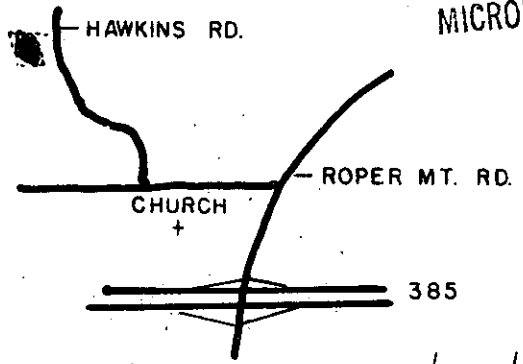 HAWKINS RD.
MICRO
ROPER MT. RD.
CHURCH
+
385